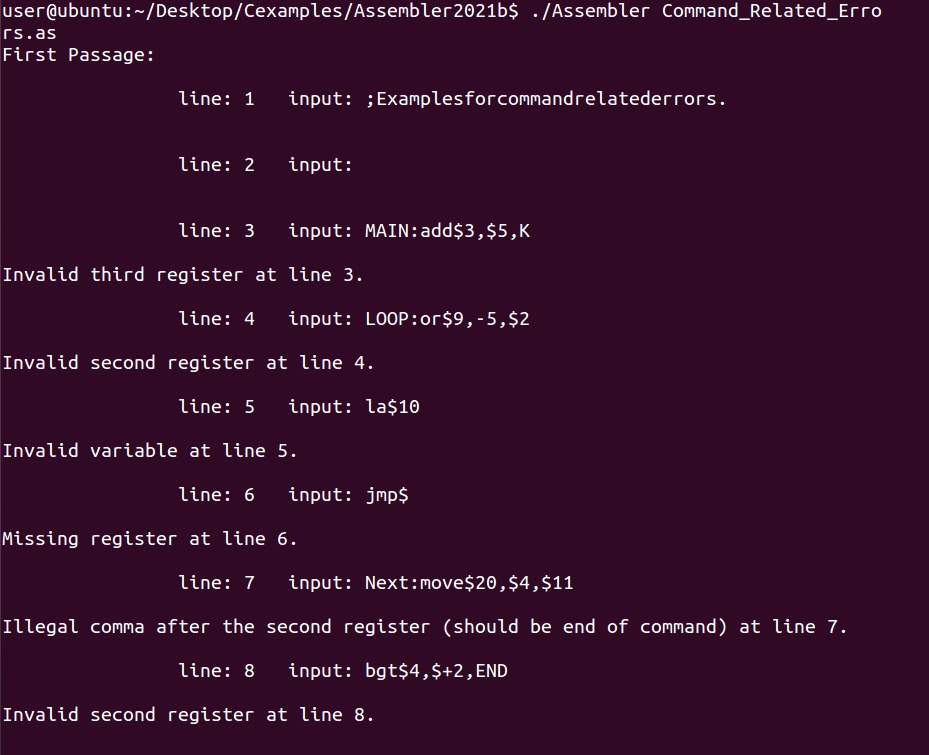 user@ubuntu:~/Desktop/Cexamples/Assembler2021b$ ./Assembler Command_Related_Erro
rs.as
First Passage:
line: 1   input: ;Examplesforcommandrelatederrors.
line: 2   input:
line: 3   input: MAIN:add$3,$5,K
Invalid third register at line 3.
line: 4   input: LOOP:or$9,-5,$2
Invalid second register at line 4.
line: 5   input: la$10
Invalid variable at line 5.
line: 6   input: jmp$
Missing register at line 6.
line: 7   input: Next:move$20,$4,$11
Illegal comma after the second register (should be end of command) at line 7.
line: 8   input: bgt$4,$+2,END
Invalid second register at line 8.